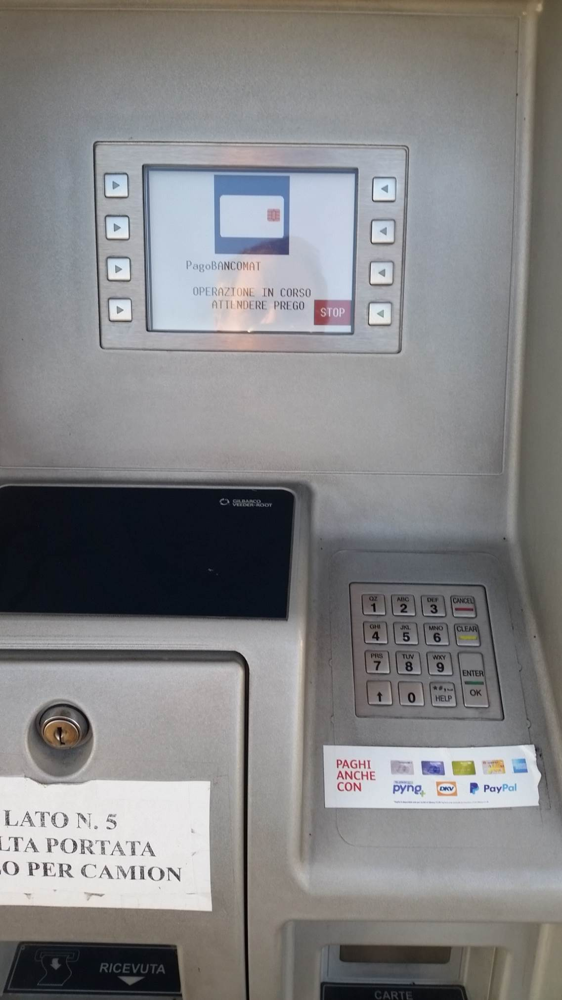 PagoBANCOMAT
OPERAZIONE IN CORSO
ATTENDERE PREGO
STOP
GILBARCO
VEEDER-ROOT
QZ ABC DEF CANCEL
1 2 3
GHI JKL MNO CLEAR
4 5 6
PRS TUV WXY
7 8 9 ENTER
0 *#,⎵ HELP OK
PAGHI
ANCHE
CON
pyng+ DKV PayPal
LATO N. 5
LTA PORTATA
O PER CAMION
RICEVUTA
CARTE